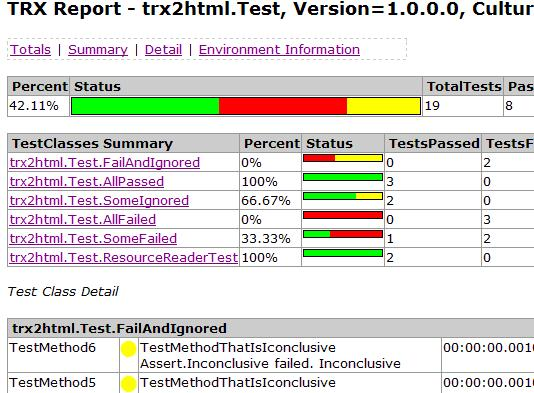 TRX Report - trx2html.Test, Version=1.0.0.0, Cultur
Totals | Summary | Detail | Environment Information
Percent Status TotalTests Pas
42.11% 19 8
TestClasses Summary Percent Status TestsPassed TestsF
trx2html.Test.FailAndIgnored 0% 0 2
trx2html.Test.AllPassed 100% 3 0
trx2html.Test.SomeIgnored 66.67% 2 0
trx2html.Test.AllFailed 0% 0 3
trx2html.Test.SomeFailed 33.33% 1 2
trx2html.Test.ResourceReaderTest 100% 2 0
Test Class Detail
trx2html.Test.FailAndIgnored
TestMethod6 TestMethodThatIsIconclusive 00:00:00.0010
Assert.Inconclusive failed. Inconclusive
TestMethod5 TestMethodThatIsIconclusive 00:00:00.0010